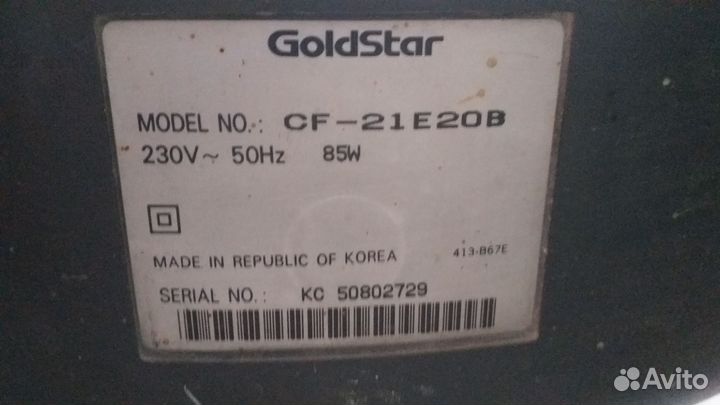 GoldStar
MODEL NO.: CF-21E20B
230V~ 50Hz 85W
MADE IN REPUBLIC OF KOREA 413-B67E
SERIAL NO.: KC 50802729
Avito